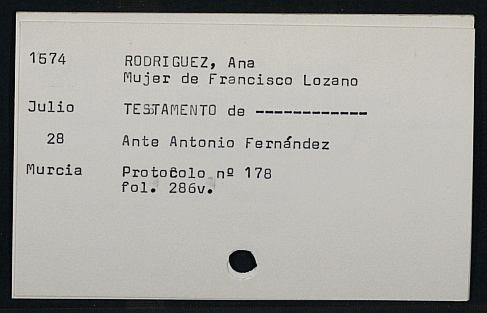 1574 RODRIGUEZ, Ana
Mujer de Francisco Lozano
Julio TESTAMENTO de ------------
28 Ante Antonio Fernández
Murcia Protocolo nº 178
fol. 286v.